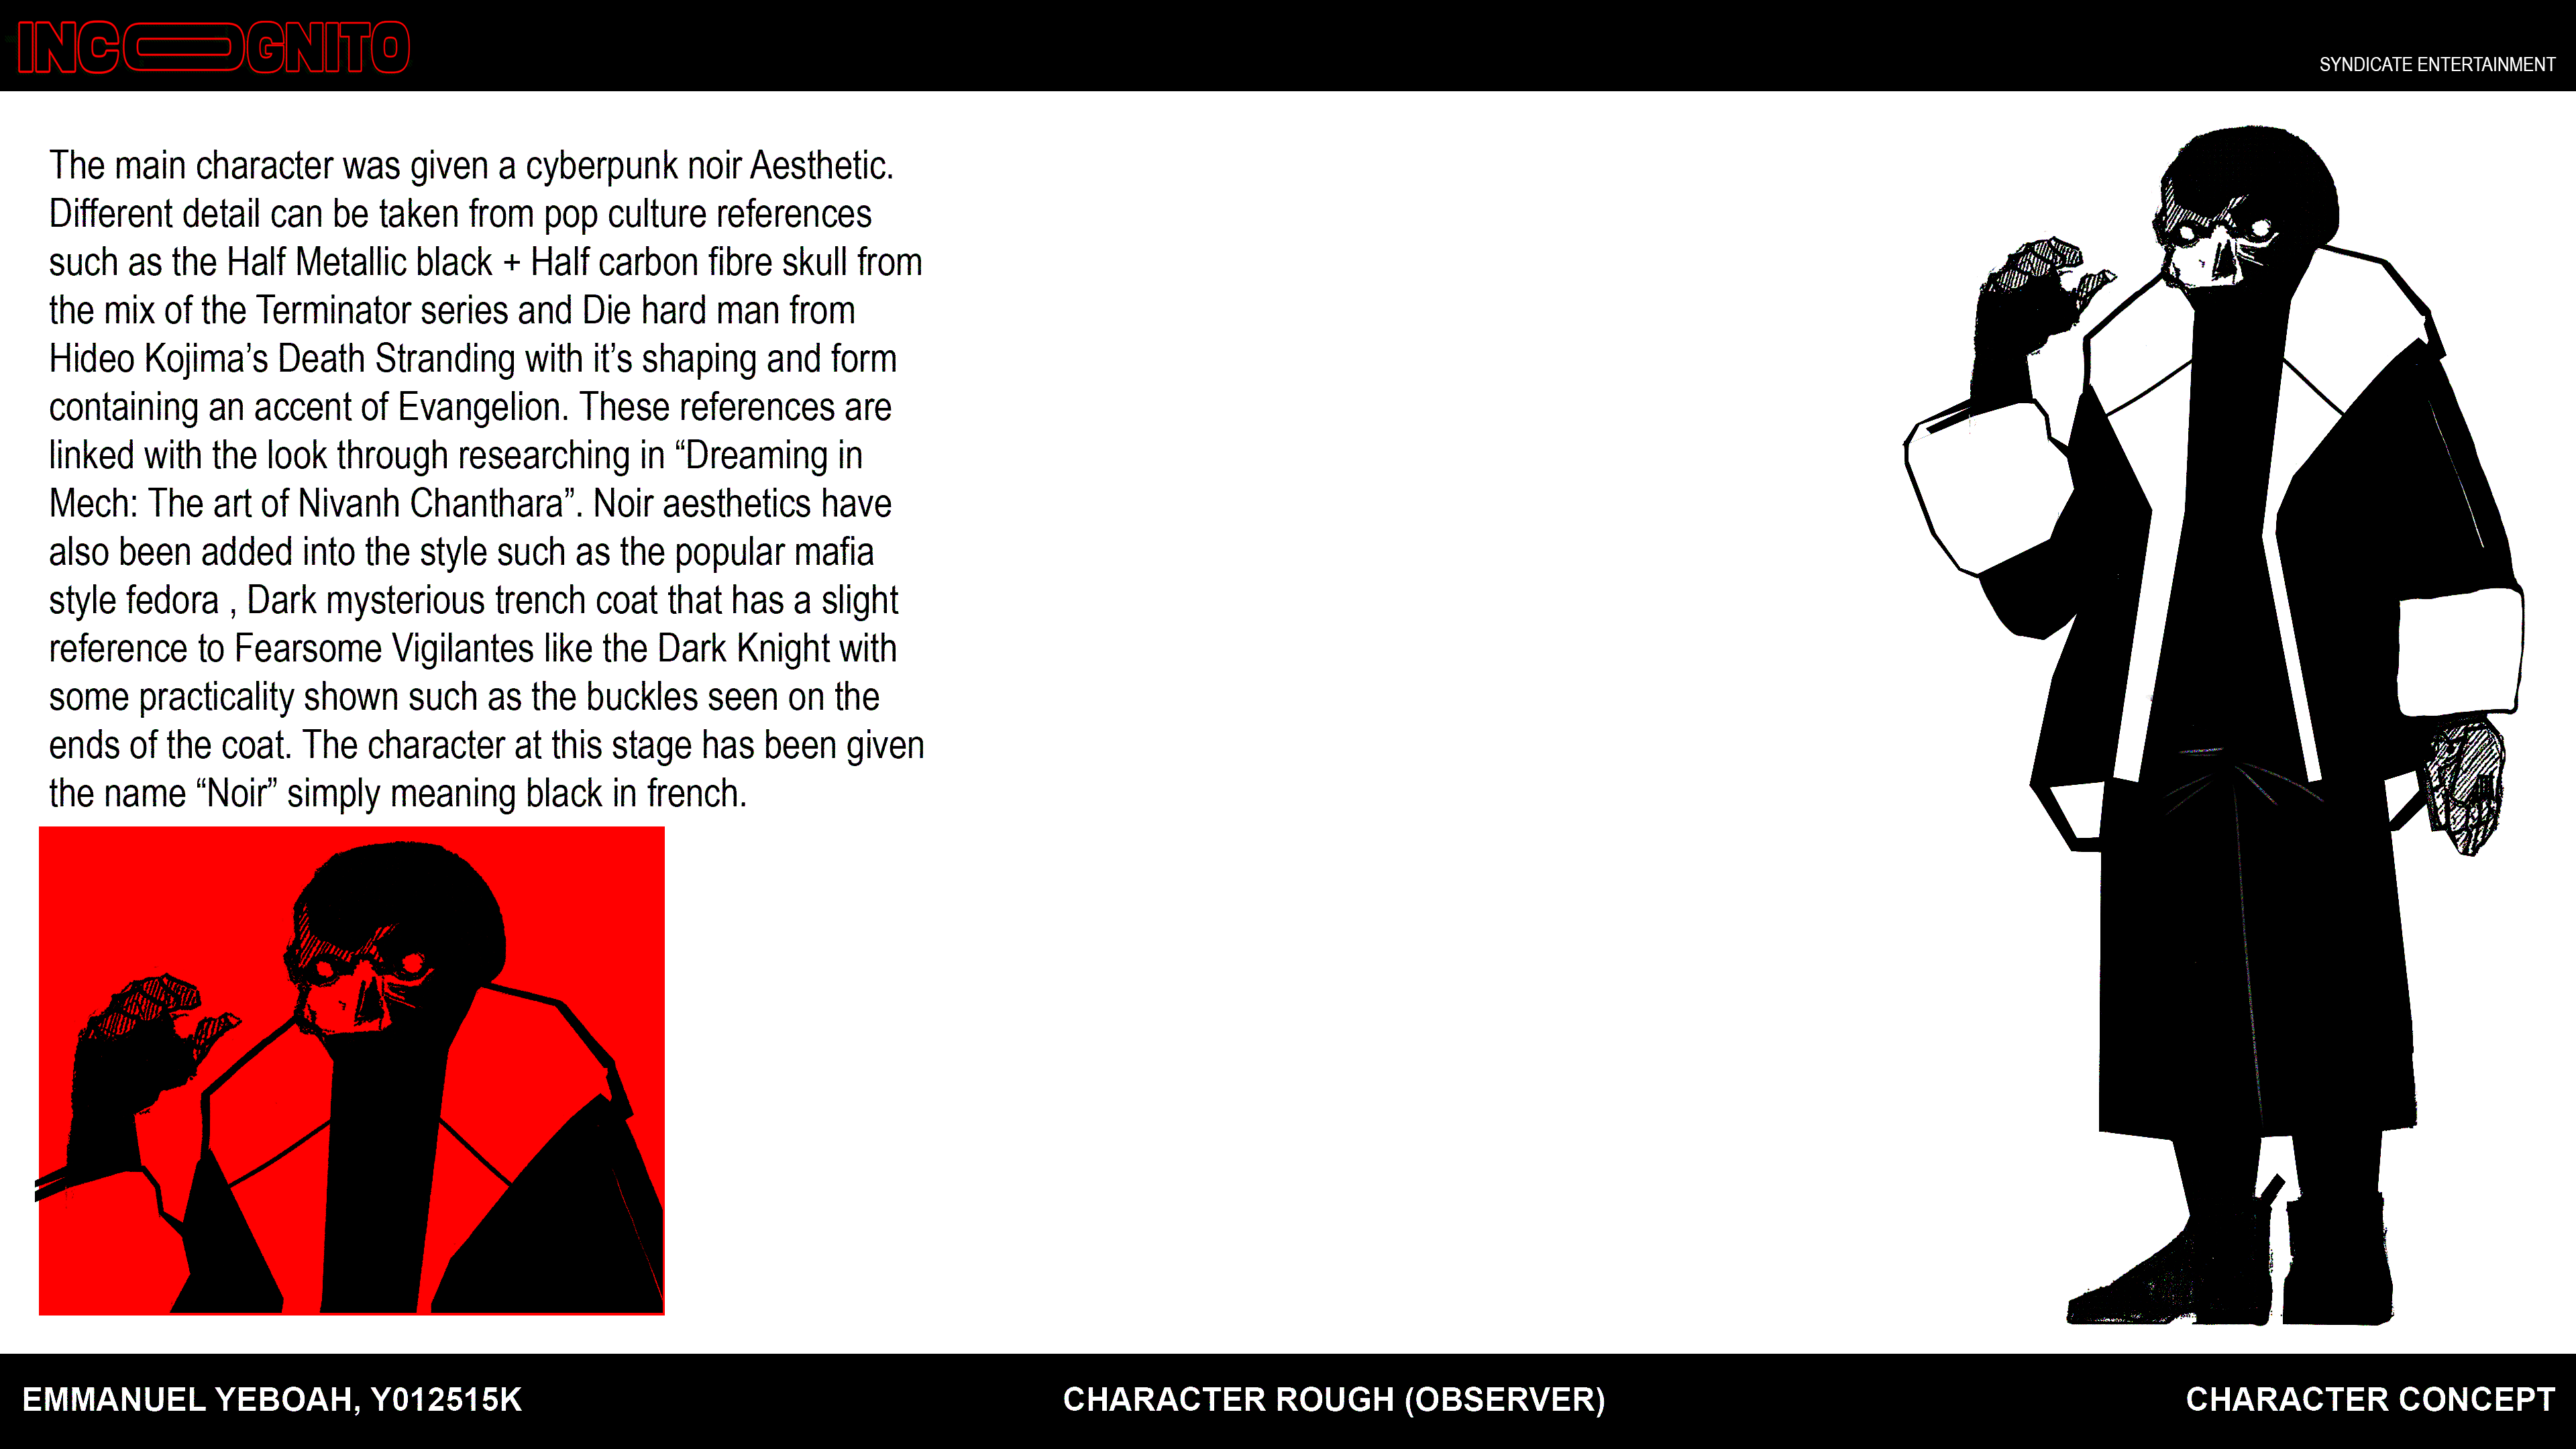 INCOGNITO
SYNDICATE ENTERTAINMENT
The main character was given a cyberpunk noir Aesthetic.
Different detail can be taken from pop culture references
such as the Half Metallic black + Half carbon fibre skull from
the mix of the Terminator series and Die hard man from
Hideo Kojima’s Death Stranding with it’s shaping and form
containing an accent of Evangelion. These references are
linked with the look through researching in “Dreaming in
Mech: The art of Nivanh Chanthara”. Noir aesthetics have
also been added into the style such as the popular mafia
style fedora , Dark mysterious trench coat that has a slight
reference to Fearsome Vigilantes like the Dark Knight with
some practicality shown such as the buckles seen on the
ends of the coat. The character at this stage has been given
the name “Noir” simply meaning black in french.
EMMANUEL YEBOAH, Y012515K
CHARACTER ROUGH (OBSERVER)
CHARACTER CONCEPT